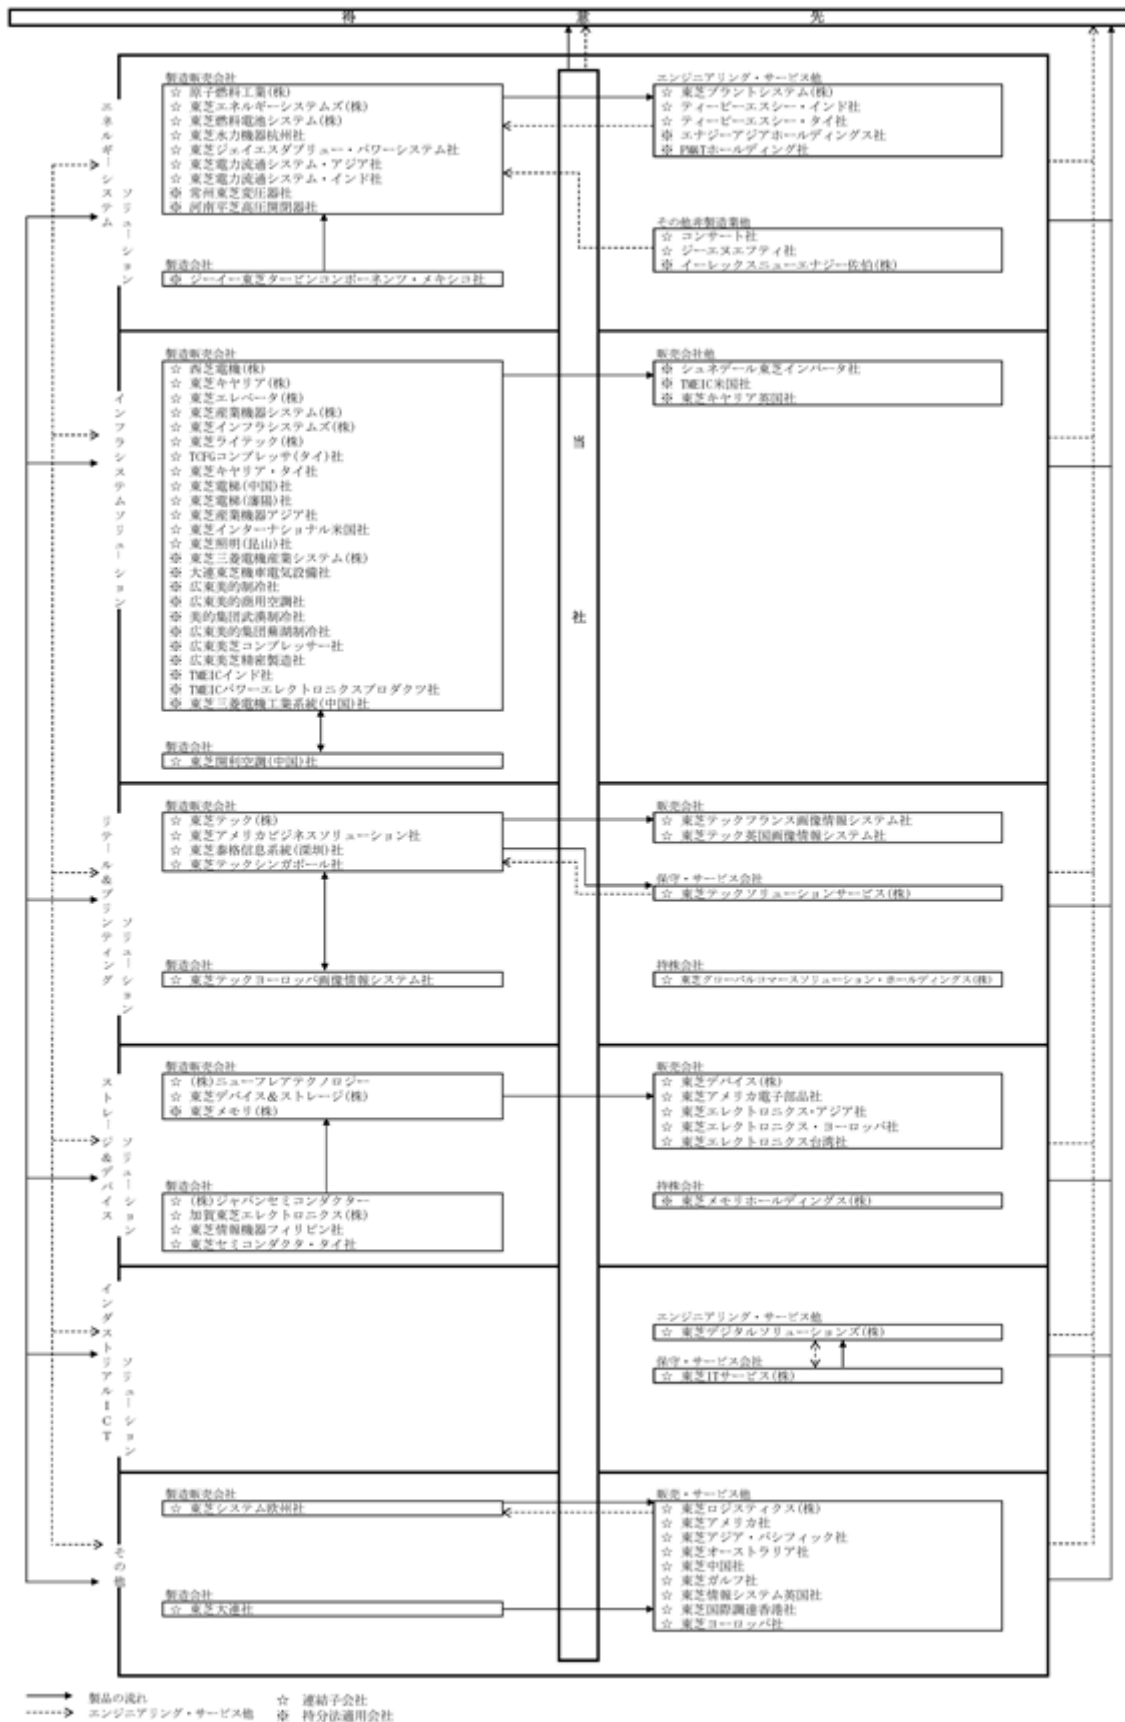 得意先
エネルギーシステム
ソリューション
製造販売会社
☆ 原子燃料工業(株)
☆ 東芝エネルギーシステムズ(株)
☆ 東芝燃料電池システム(株)
☆ 東芝水力機器杭州社
☆ 東芝ジェイエスダブリュー・パワーシステム社
☆ 東芝電力流通システム・アジア社
☆ 東芝電力流通システム・インド社
※ 常州東芝変圧器社
※ 河南平芝高圧開閉器社
製造会社
※ ジーイー東芝タービンコンポーネンツ・メキシコ社
エンジニアリング・サービス他
☆ 東芝プラントシステム(株)
☆ ティーピーエスシー・インド社
☆ ティーピーエスシー・タイ社
※ エナジーアジアホールディングス社
※ PM&Tホールディング社
その他非製造業他
☆ コンサート社
☆ ジーエヌエフティ社
※ イーレックスニューエナジー佐伯(株)
当社
インフラシステムソリューション
製造販売会社
☆ 西芝電機(株)
☆ 東芝キヤリア(株)
☆ 東芝エレベータ(株)
☆ 東芝産業機器システム(株)
☆ 東芝インフラシステムズ(株)
☆ 東芝ライテック(株)
☆ TCFGコンプレッサ(タイ)社
☆ 東芝キヤリア・タイ社
☆ 東芝電梯(中国)社
☆ 東芝電梯(瀋陽)社
☆ 東芝産業機器アジア社
☆ 東芝インターナショナル米国社
☆ 東芝照明(昆山)社
※ 東芝三菱電機産業システム(株)
※ 大連東芝機車電気設備社
※ 広東美的制冷社
※ 広東美的商用空調社
※ 美的集団武漢制冷社
※ 広東美的集団蕪湖制冷社
※ 広東美芝コンプレッサー社
※ 広東美芝精密製造社
※ TMEICインド社
※ TMEICパワーエレクトロニクスプロダクツ社
※ 東芝三菱電機工業系統(中国)社
製造会社
☆ 東芝開利空調(中国)社
販売会社他
※ シュネデール東芝インバータ社
※ TMEIC米国社
※ 東芝キヤリア英国社
リテール&プリンティング
ソリューション
製造販売会社
☆ 東芝テック(株)
☆ 東芝アメリカビジネスソリューション社
☆ 東芝泰格信息系統(深圳)社
☆ 東芝テックシンガポール社
製造会社
☆ 東芝テックヨーロッパ画像情報システム社
販売会社
☆ 東芝テックフランス画像情報システム社
☆ 東芝テック英国画像情報システム社
保守・サービス会社
☆ 東芝テックソリューションサービス(株)
持株会社
☆ 東芝グローバルコマースソリューション・ホールディングス(株)
ストレージ&デバイス
ソリューション
製造販売会社
☆ (株)ニューフレアテクノロジー
☆ 東芝デバイス&ストレージ(株)
※ 東芝メモリ(株)
製造会社
☆ (株)ジャパンセミコンダクター
☆ 加賀東芝エレクトロニクス(株)
☆ 東芝情報機器フィリピン社
☆ 東芝セミコンダクタ・タイ社
販売会社
☆ 東芝デバイス(株)
☆ 東芝アメリカ電子部品社
☆ 東芝エレクトロニクス・アジア社
☆ 東芝エレクトロニクス・ヨーロッパ社
☆ 東芝エレクトロニクス台湾社
持株会社
※ 東芝メモリホールディングス(株)
インダストリアルICT
ソリューション
エンジニアリング・サービス他
☆ 東芝デジタルソリューションズ(株)
保守・サービス会社
☆ 東芝ITサービス(株)
その他
製造販売会社
☆ 東芝システム欧州社
製造会社
☆ 東芝大連社
販売・サービス他
☆ 東芝ロジスティクス(株)
☆ 東芝アメリカ社
☆ 東芝アジア・パシフィック社
☆ 東芝オーストラリア社
☆ 東芝中国社
☆ 東芝ガルフ社
☆ 東芝情報システム英国社
☆ 東芝国際調達香港社
☆ 東芝ヨーロッパ社
製品の流れ
エンジニアリング・サービス他
☆ 連結子会社
※ 持分法適用会社